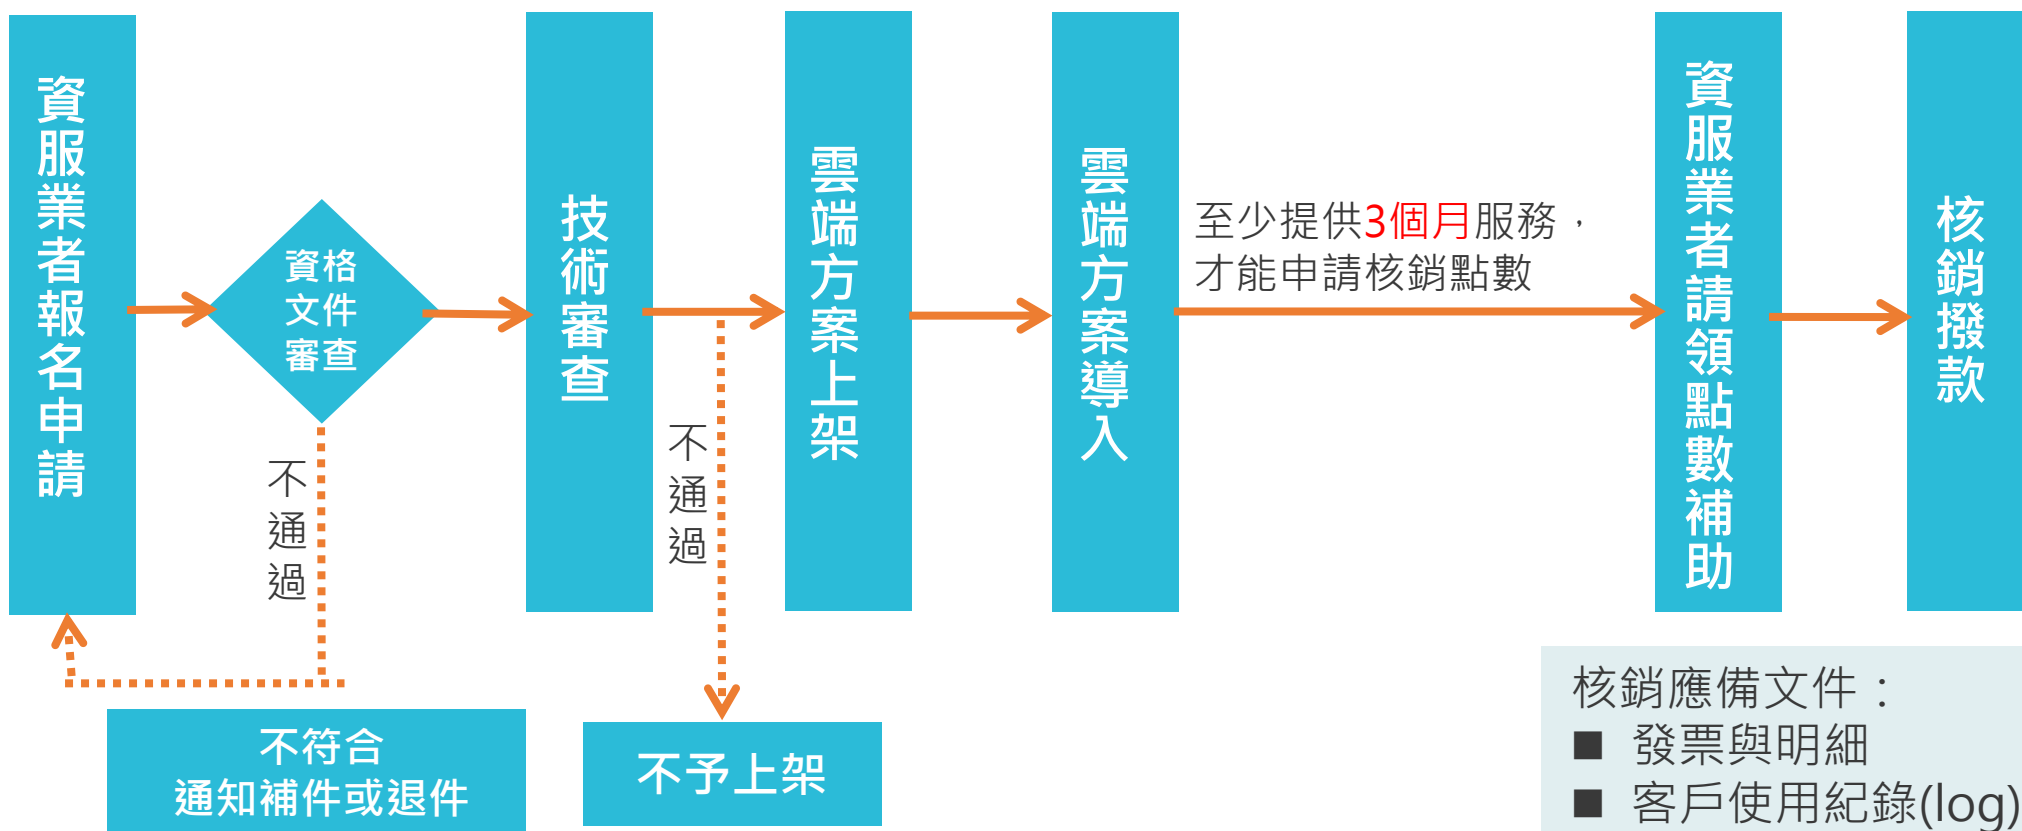 資服業者報名申請
資格
文件
審查
不通過
不符合
通知補件或退件
技術審查
不通過
不予上架
雲端方案上架
雲端方案導入
至少提供3個月服務，
才能申請核銷點數
資服業者請領點數補助
核銷撥款
核銷應備文件：
■ 發票與明細
■ 客戶使用紀錄(log)